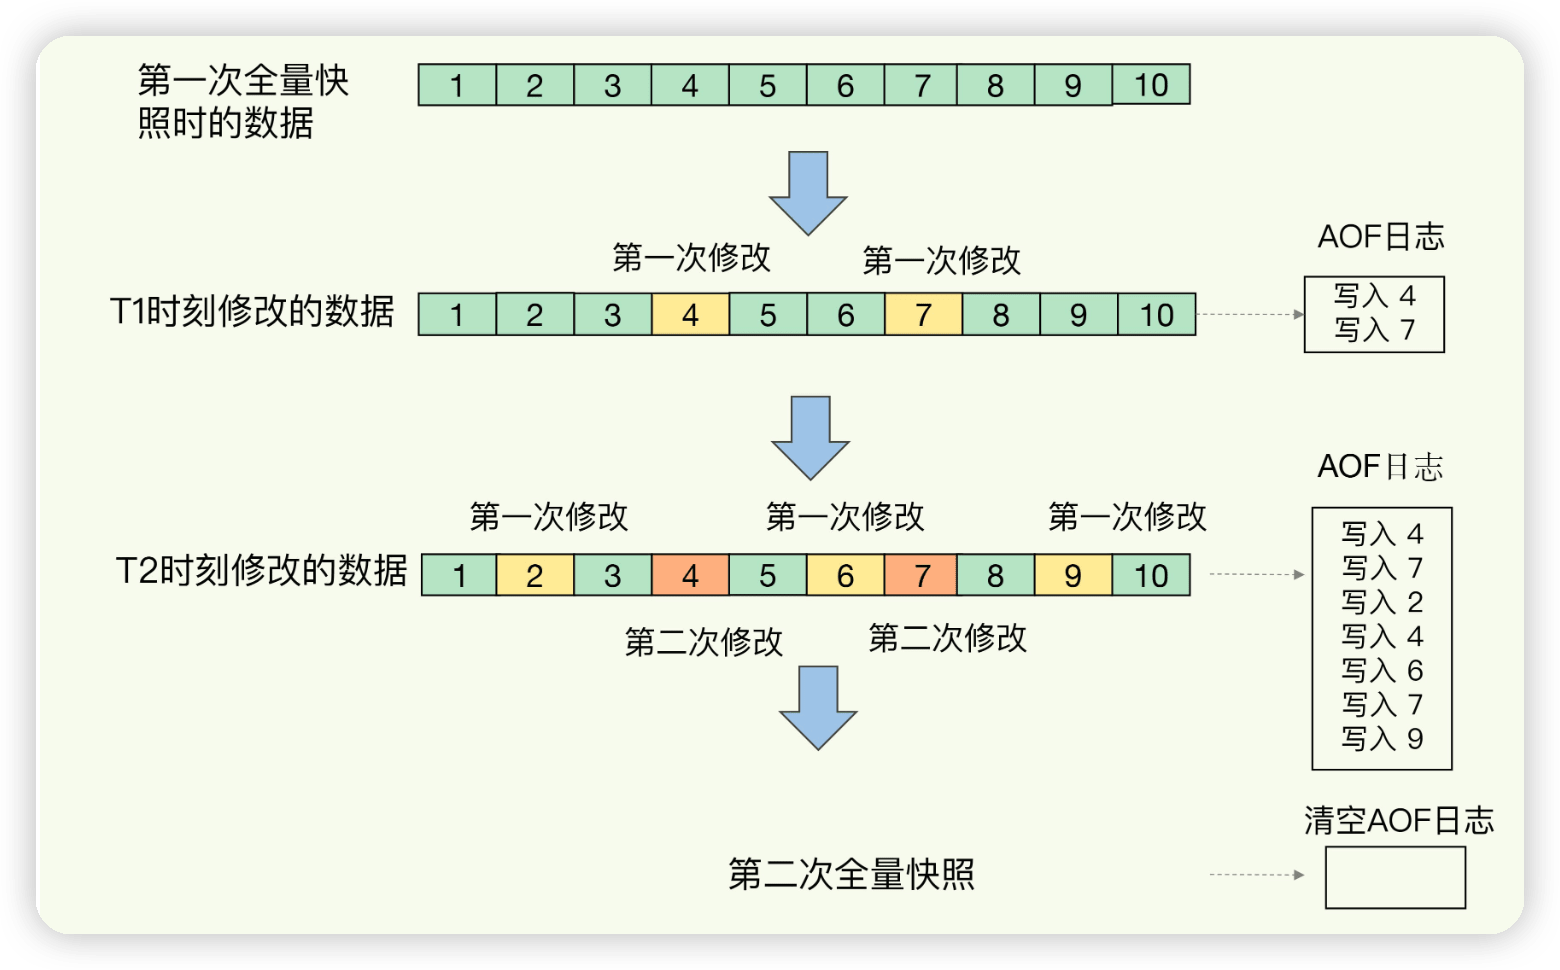 第一次全量快
照时的数据
1 2 3 4 5 6 7 8 9 10
第一次修改 第一次修改
AOF日志
T1时刻修改的数据
1 2 3 4 5 6 7 8 9 10
写入 4
写入 7
第一次修改 第一次修改 第一次修改
AOF日志
T2时刻修改的数据
1 2 3 4 5 6 7 8 9 10
第二次修改 第二次修改
写入 4
写入 7
写入 2
写入 4
写入 6
写入 7
写入 9
清空AOF日志
第二次全量快照